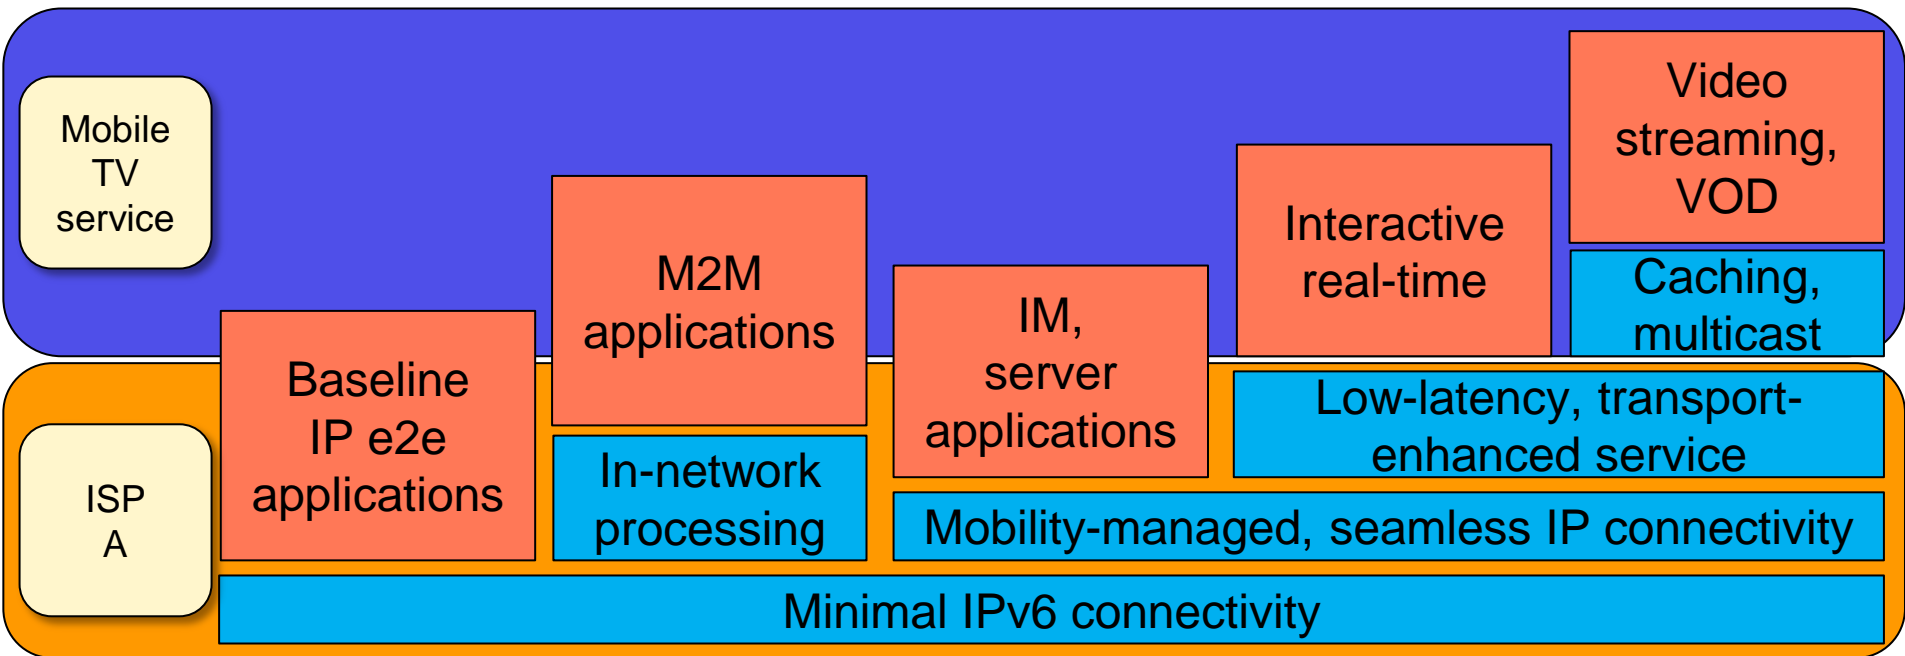 Mobile
TV
service
Video
streaming,
VOD
Interactive
real-time
M2M
applications
Caching,
multicast
IM,
server
applications
Baseline
IP e2e
applications
Low-latency, transport-
enhanced service
In-network
processing
ISP
A
Mobility-managed, seamless IP connectivity
Minimal IPv6 connectivity